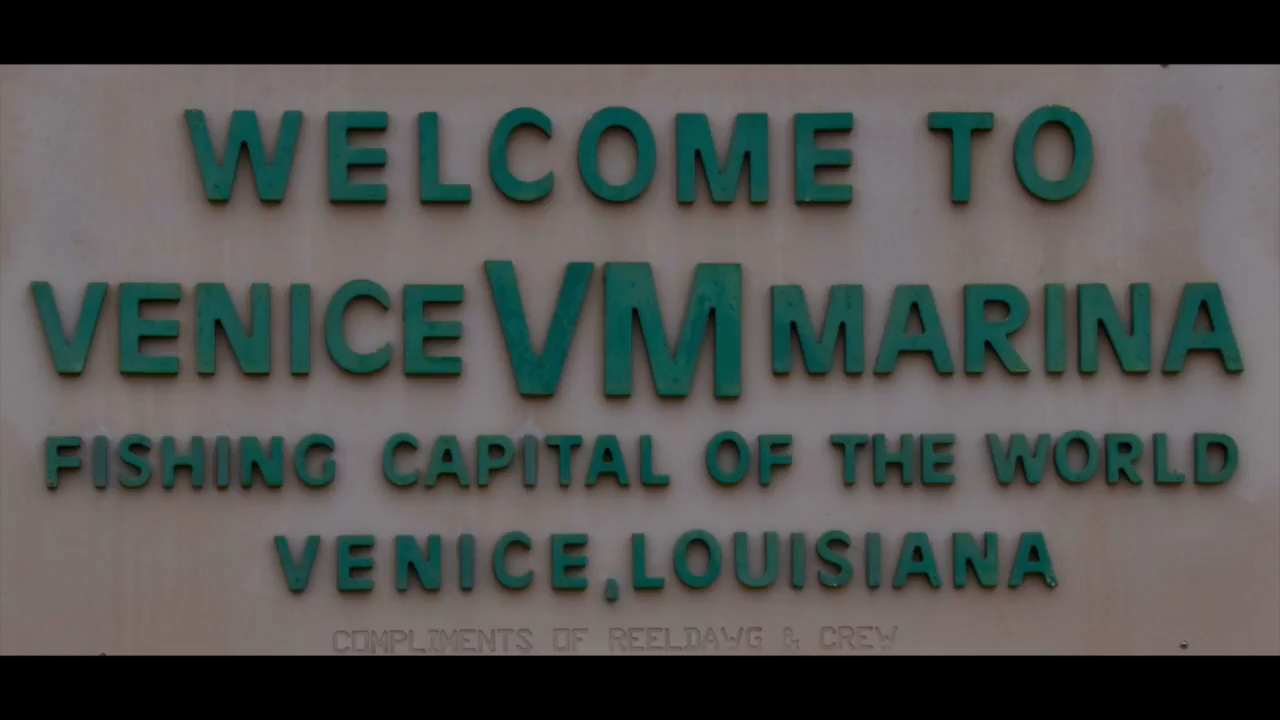 WELCOME TO
VENICE VM MARINA
FISHING CAPITAL OF THE WORLD
VENICE, LOUISIANA
COMPLIMENTS OF REELDAWG & CREW